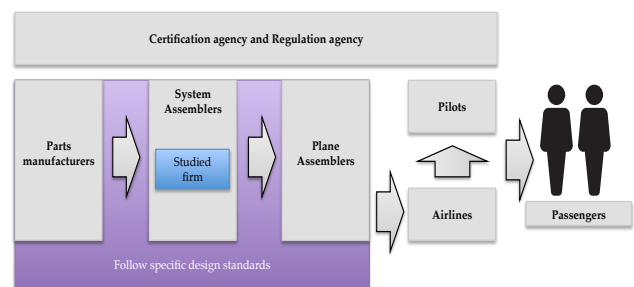 Certification agency and Regulation agency
Parts
manufacturers
System
Assemblers
Studied
firm
Plane
Assemblers
Follow specific design standards
Pilots
Airlines
Passengers